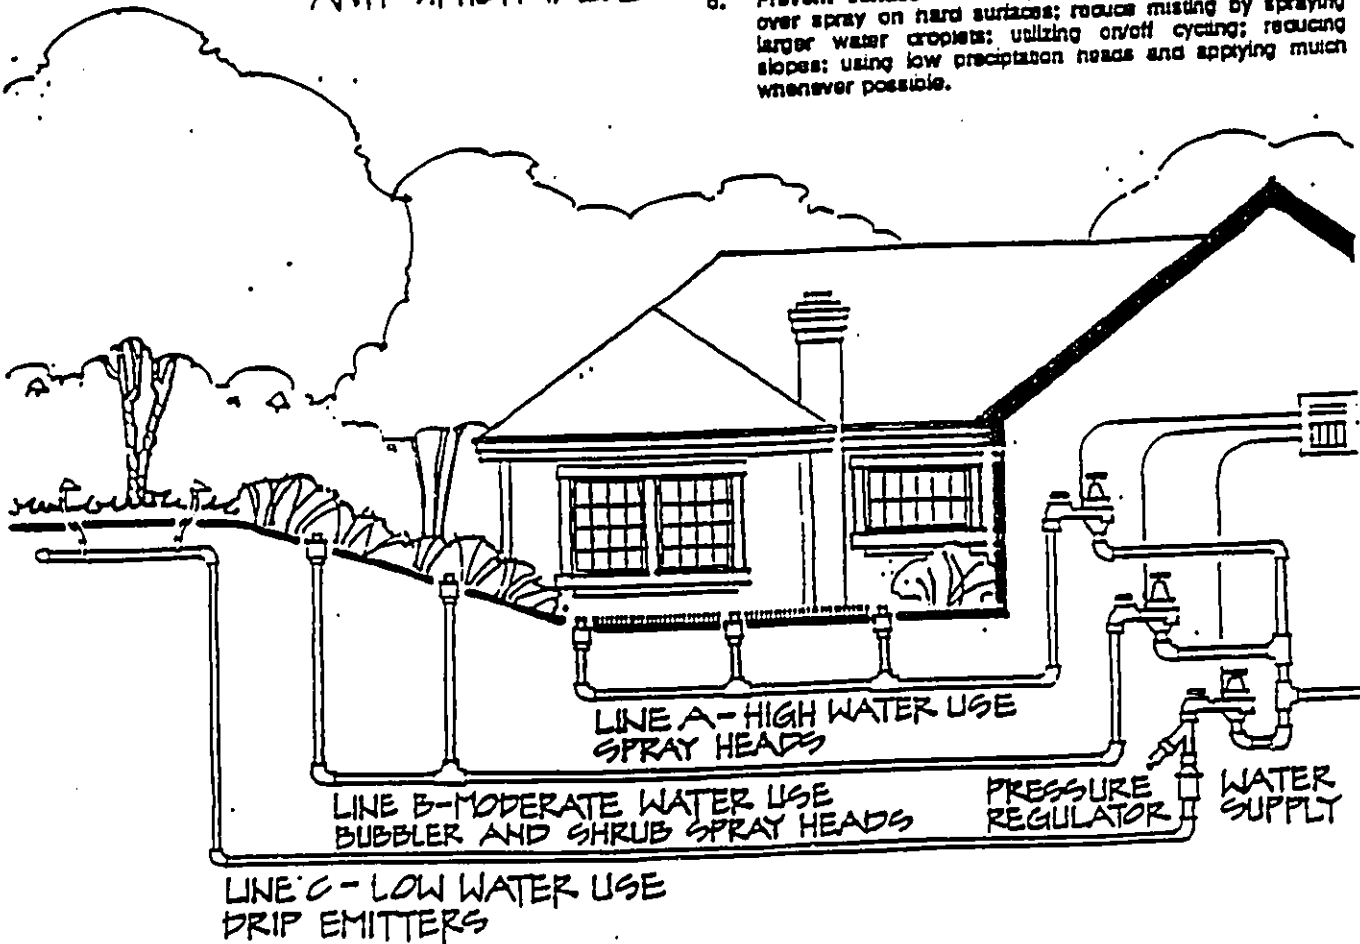 over spray on hard surfaces; reduce misting by spraying
larger water droplets; utilizing on/off cycling; reducing
slopes; using low preciptation heads and applying mulch
whenever possible.
LINE A - HIGH WATER USE
SPRAY HEADS
LINE B - MODERATE WATER USE
BUBBLER AND SHRUB SPRAY HEADS
PRESSURE
REGULATOR
WATER
SUPPLY
LINE C - LOW WATER USE
DRIP EMITTERS